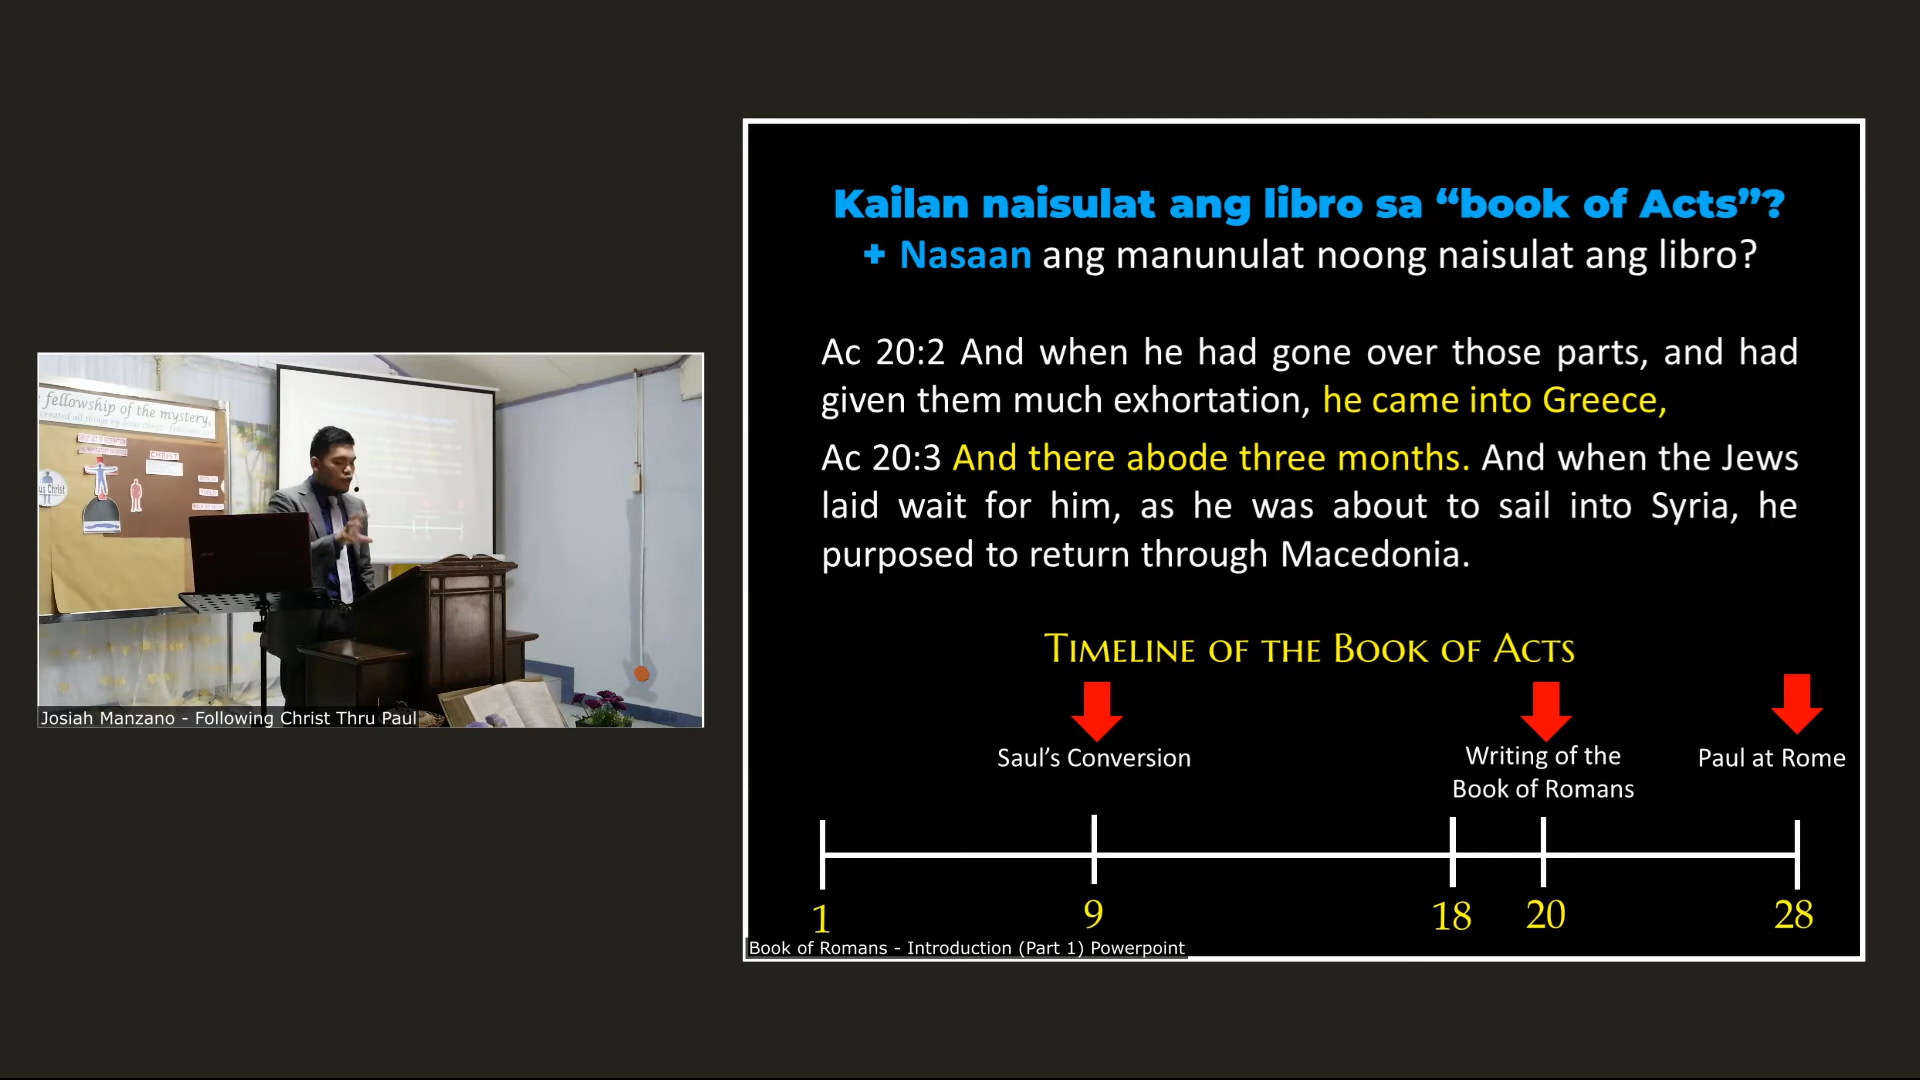 Kailan naisulat ang libro sa “book of Acts”?
+ Nasaan ang manunulat noong naisulat ang libro?
Ac 20:2 And when he had gone over those parts, and had
given them much exhortation, he came into Greece,
Ac 20:3 And there abode three months. And when the Jews
laid wait for him, as he was about to sail into Syria, he
purposed to return through Macedonia.
Timeline of the Book of Acts
Saul’s Conversion
Writing of the
Book of Romans
Paul at Rome
1 9 18 20 28
Book of Romans - Introduction (Part 1) Powerpoint
fellowship of the mystery,
CHRIST
us Christ
Josiah Manzano - Following Christ Thru Paul